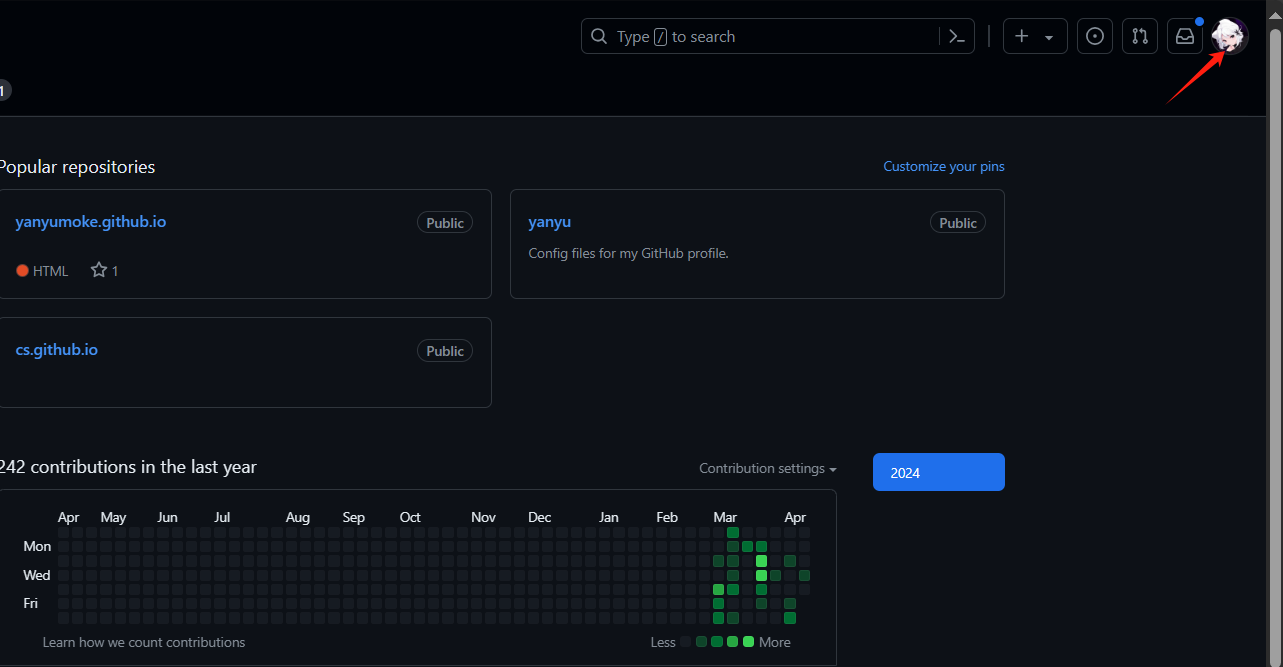 Type / to search
1
Popular repositories
Customize your pins
yanyumoke.github.io
Public
HTML
1
yanyu
Public
Config files for my GitHub profile.
cs.github.io
Public
242 contributions in the last year
Contribution settings
2024
Apr May Jun Jul Aug Sep Oct Nov Dec Jan Feb Mar Apr
Mon
Wed
Fri
Learn how we count contributions
Less More